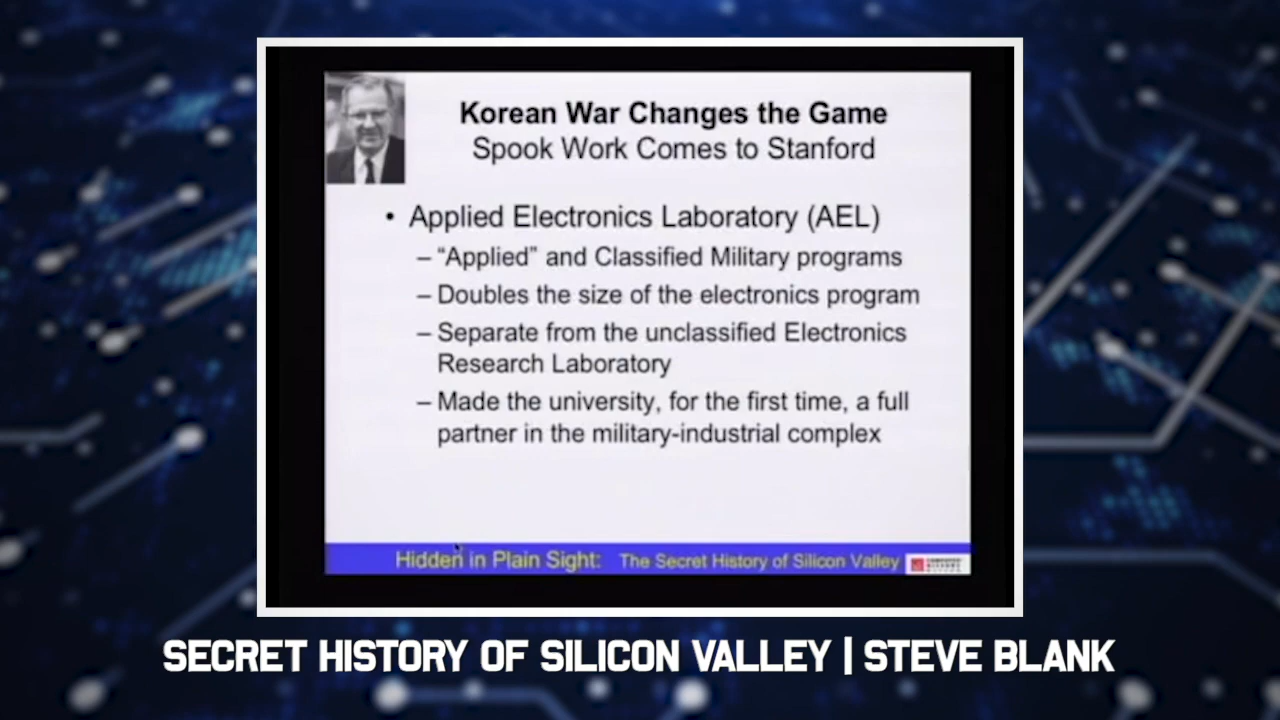 Korean War Changes the Game
Spook Work Comes to Stanford
• Applied Electronics Laboratory (AEL)
– “Applied” and Classified Military programs
– Doubles the size of the electronics program
– Separate from the unclassified Electronics
Research Laboratory
– Made the university, for the first time, a full
partner in the military-industrial complex
Hidden in Plain Sight: The Secret History of Silicon Valley
SECRET HISTORY OF SILICON VALLEY | STEVE BLANK